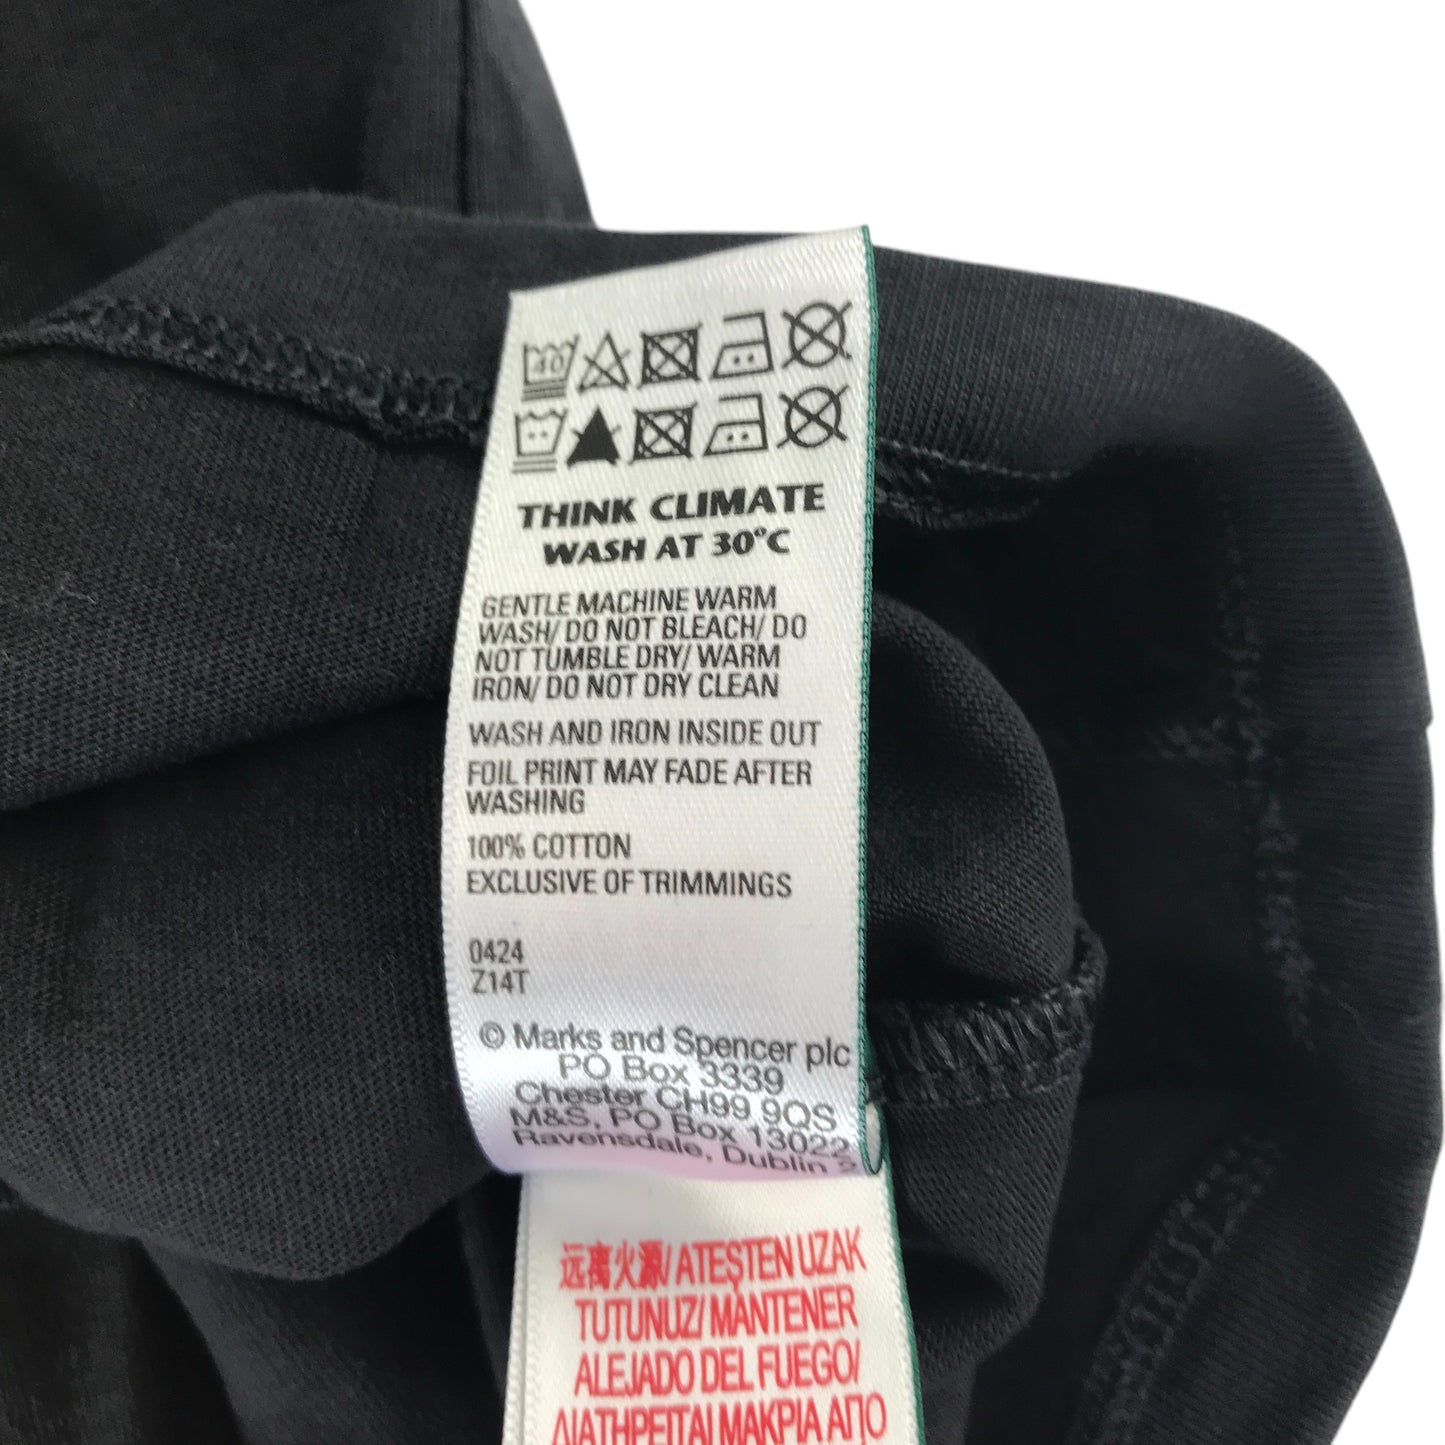 40
THINK CLIMATE
WASH AT 30°C
GENTLE MACHINE WARM
WASH/ DO NOT BLEACH/ DO
NOT TUMBLE DRY/ WARM
IRON/ DO NOT DRY CLEAN
WASH AND IRON INSIDE OUT
FOIL PRINT MAY FADE AFTER
WASHING
100% COTTON
EXCLUSIVE OF TRIMMINGS
0424
Z14T
© Marks and Spencer plc
PO Box 3339
Chester CH99 9QS
M&S, PO Box 13022
Ravensdale, Dublin 2
远离火源/ ATEŞTEN UZAK
TUTUNUZ/ MANTENER
ALEJADO DEL FUEGO/
ΔΙΑΤΗΡΕΙΤΑΙ ΜΑΚΡΙΑ ΑΠΟ